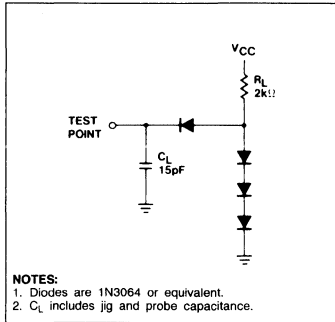 VCC
RL
2kΩ
TEST
POINT
CL
15pF
NOTES:
1. Diodes are 1N3064 or equivalent.
2. CL includes jig and probe capacitance.